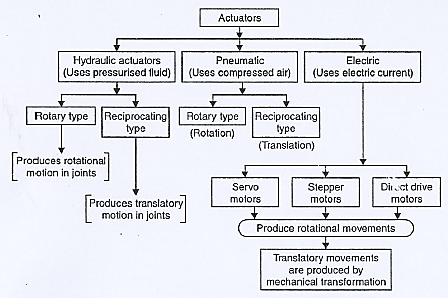 Actuators
Hydraulic actuators
(Uses pressurised fluid)
Pneumatic
(Uses compressed air)
Electric
(Uses electric current)
Rotary type
Reciprocating
type
Rotary type
(Rotation)
Reciprocating
type
(Translation)
Produces rotational
motion in joints
Produces translatory
motion in joints
Servo
motors
Stepper
motors
Direct drive
motors
Produce rotational movements
Translatory movements
are produced by
mechanical transformation